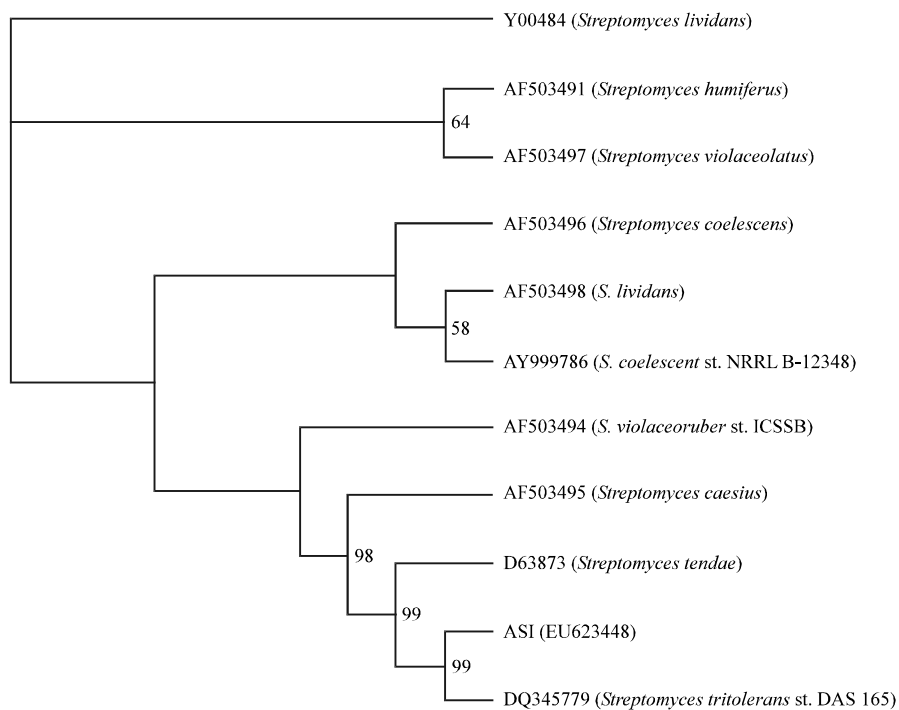 Y00484 (Streptomyces lividans)
AF503491 (Streptomyces humiferus)
64
AF503497 (Streptomyces violaceolatus)
AF503496 (Streptomyces coelescens)
AF503498 (S. lividans)
58
AY999786 (S. coelescent st. NRRL B-12348)
AF503494 (S. violaceoruber st. ICSSB)
AF503495 (Streptomyces caesius)
98
D63873 (Streptomyces tendae)
99
ASI (EU623448)
99
DQ345779 (Streptomyces tritolerans st. DAS 165)